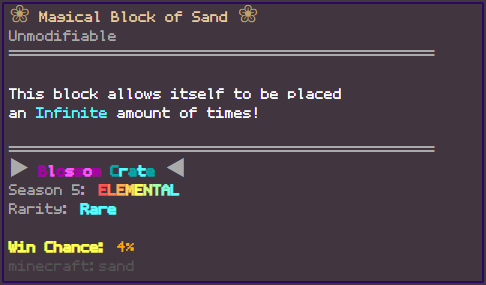 Magical Block of Sand
Unmodifiable
This block allows itself to be placed
an Infinite amount of times!
Blossom Crate
Season 5: ELEMENTAL
Rarity: Rare
Win Chance: 4%
minecraft:sand